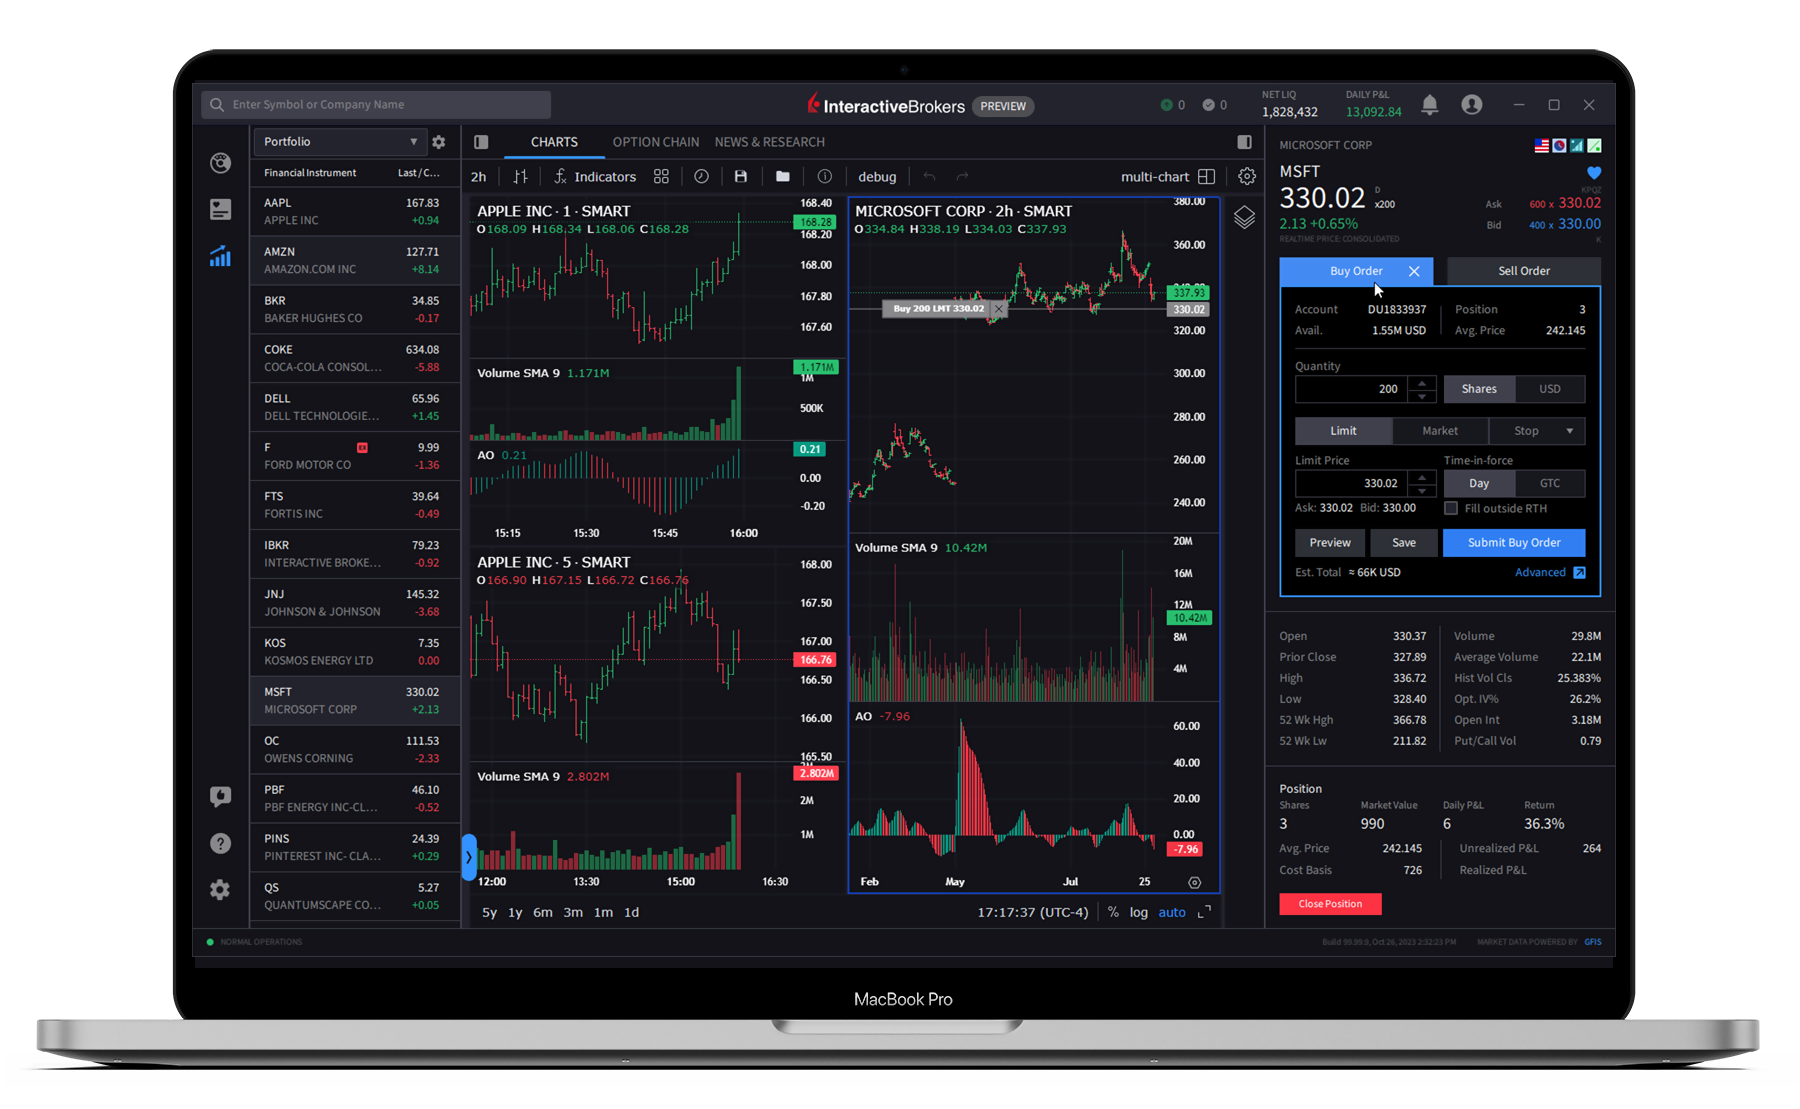 Enter Symbol or Company Name
InteractiveBrokers PREVIEW
0 0
NET LIQ
1,828,432
DAILY P&L
13,092.84
Portfolio
Financial Instrument Last / C...
AAPL 167.83
APPLE INC +0.94
AMZN 127.71
AMAZON.COM INC +8.14
BKR 34.85
BAKER HUGHES CO -0.17
COKE 634.08
COCA-COLA CONSOL... -5.88
DELL 65.96
DELL TECHNOLOGIE... +1.45
F 9.99
FORD MOTOR CO -1.36
FTS 39.64
FORTIS INC -0.49
IBKR 79.23
INTERACTIVE BROKE... -0.92
JNJ 145.32
JOHNSON & JOHNSON -3.68
KOS 7.35
KOSMOS ENERGY LTD 0.00
MSFT 330.02
MICROSOFT CORP +2.13
OC 111.53
OWENS CORNING -2.33
PBF 46.10
PBF ENERGY INC-CL... -0.52
PINS 24.39
PINTEREST INC- CLA... +0.29
QS 5.27
QUANTUMSCAPE CO... +0.05
CHARTS OPTION CHAIN NEWS & RESEARCH
2h Indicators debug multi-chart
APPLE INC · 1 · SMART
O168.09 H168.34 L168.06 C168.28
168.40
168.28
168.20
168.00
167.80
167.60
Volume SMA 9 1.171M
1.171M
1M
500K
AO 0.21
0.21
0.00
-0.20
15:15 15:30 15:45 16:00
APPLE INC · 5 · SMART
O166.90 H167.15 L166.72 C166.76
168.00
167.50
167.00
166.76
166.50
166.00
165.50
Volume SMA 9 2.802M
2.802M
2M
1M
12:00 13:30 15:00 16:30
MICROSOFT CORP · 2h · SMART
O334.84 H338.19 L334.03 C337.93
380.00
360.00
337.93
Buy 200 LMT 330.02
330.02
320.00
300.00
280.00
260.00
240.00
Volume SMA 9 10.42M
20M
16M
12M
10.42M
8M
4M
AO -7.96
60.00
40.00
20.00
0.00
-7.96
Feb May Jul 25
5y 1y 6m 3m 1m 1d
17:17:37 (UTC-4) % log auto
MICROSOFT CORP
MSFT
330.02 D x200
KPQZ
Ask 600 x 330.02
2.13 +0.65% Bid 400 x 330.00
REALTIME PRICE: CONSOLIDATED K
Buy Order Sell Order
Account DU1833937 Position 3
Avail. 1.55M USD Avg. Price 242.145
Quantity
200 Shares USD
Limit Market Stop
Limit Price Time-in-force
330.02 Day GTC
Ask: 330.02 Bid: 330.00 Fill outside RTH
Preview Save Submit Buy Order
Est. Total ≈ 66K USD Advanced
Open 330.37 Volume 29.8M
Prior Close 327.89 Average Volume 22.1M
High 336.72 Hist Vol Cls 25.383%
Low 328.40 Opt. IV% 26.2%
52 Wk Hgh 366.78 Open Int 3.18M
52 Wk Lw 211.82 Put/Call Vol 0.79
Position
Shares Market Value Daily P&L Return
3 990 6 36.3%
Avg. Price 242.145 Unrealized P&L 264
Cost Basis 726 Realized P&L
Close Position
NORMAL OPERATIONS
Build 99.99.9, Oct 26, 2023 2:32:23 PM MARKET DATA POWERED BY GFIS
MacBook Pro